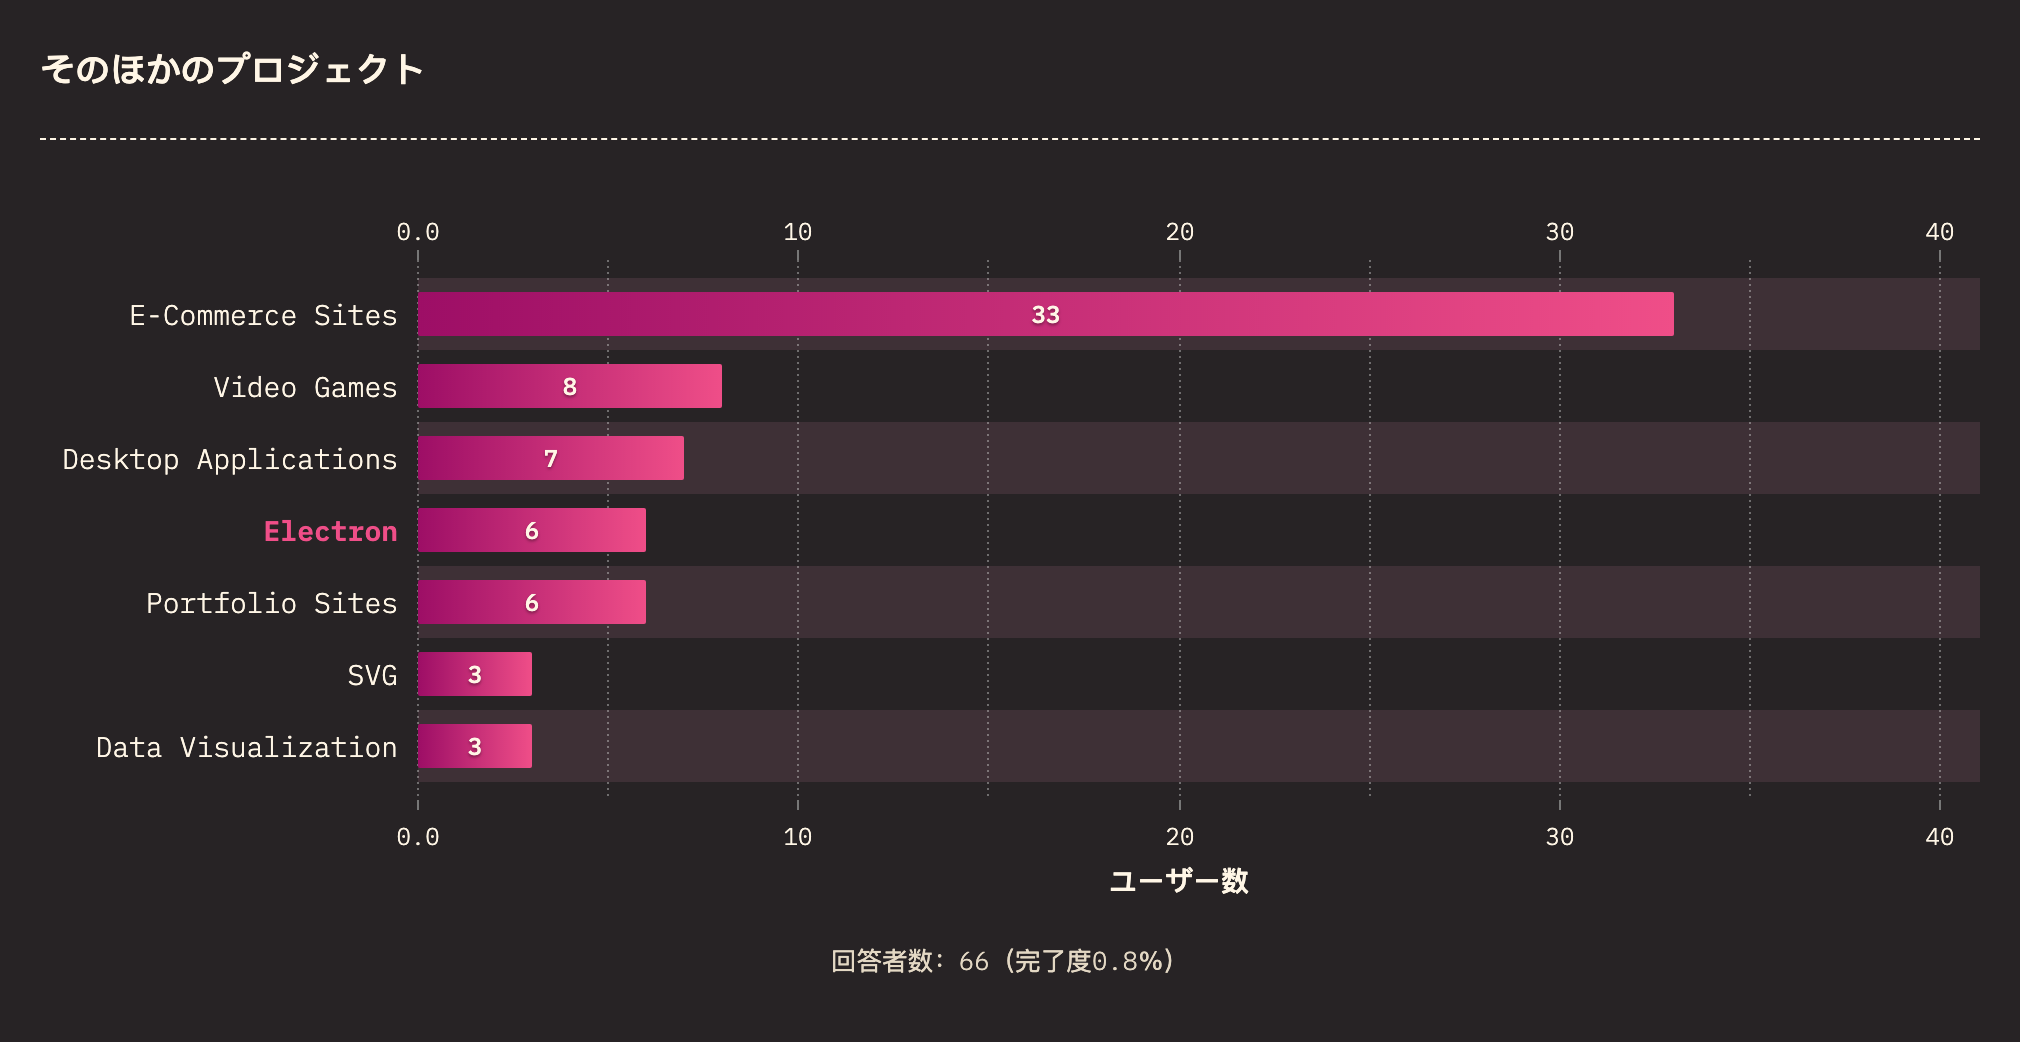 そのほかのプロジェクト
0.0 10 20 30 40
E-Commerce Sites 33
Video Games 8
Desktop Applications 7
Electron 6
Portfolio Sites 6
SVG 3
Data Visualization 3
0.0 10 20 30 40
ユーザー数
回答者数：66（完了度0.8%）